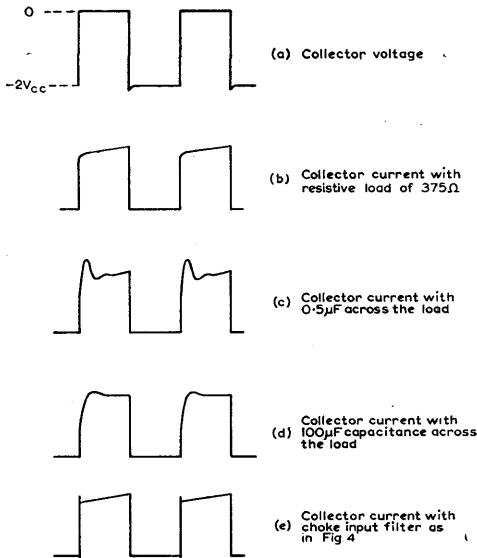 0
(a) Collector voltage
-2Vcc
(b) Collector current with
resistive load of 375Ω
(c) Collector current with
0·5µF across the load
(d) Collector current with
100µF capacitance across
the load
(e) Collector current with
choke input filter as
in Fig 4